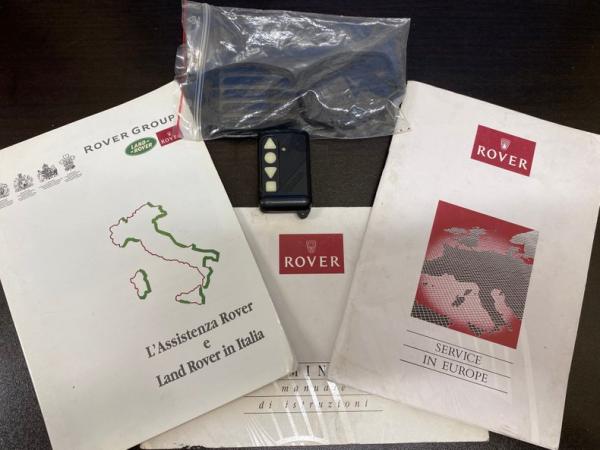 ROVER GROUP
LAND-
ROVER
ROVER
L'Assistenza Rover
e
Land Rover in Italia
ROVER
MIN
manuale
di istruzioni
ROVER
SERVICE
IN EUROPE